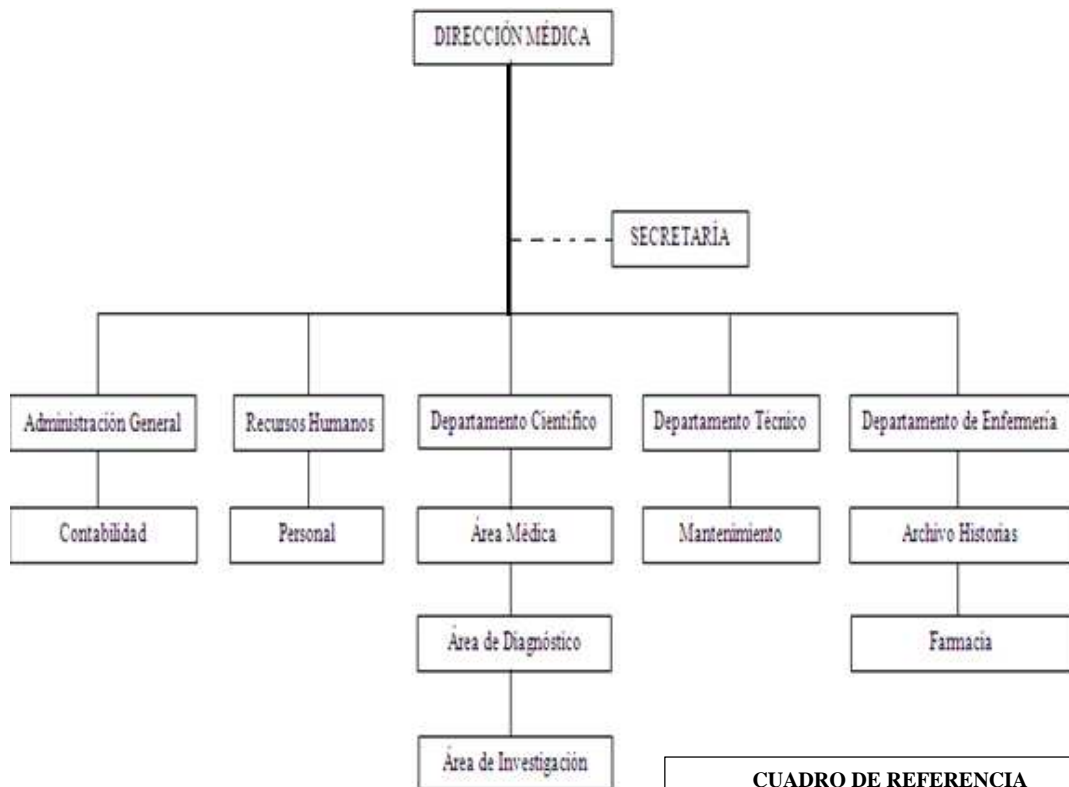 DIRECCIÓN MÉDICA
SECRETARÍA
Administración General
Recursos Humanos
Departamento Científico
Departamento Técnico
Departamento de Enfermería
Contabilidad
Personal
Área Médica
Mantenimiento
Archivo Historias
Área de Diagnóstico
Farmacia
Área de Investigación
CUADRO DE REFERENCIA